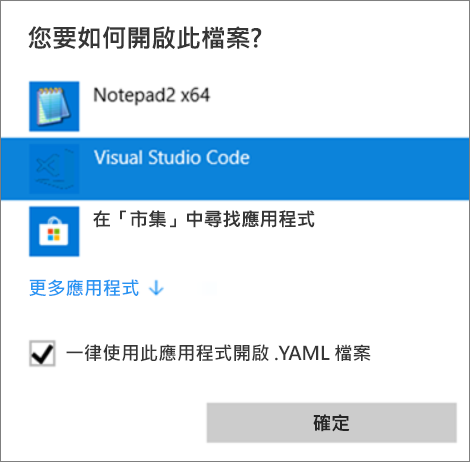 您要如何開啟此檔案?
Notepad2 x64
Visual Studio Code
在「市集」中尋找應用程式
更多應用程式 ↓
一律使用此應用程式開啟 .YAML 檔案
確定